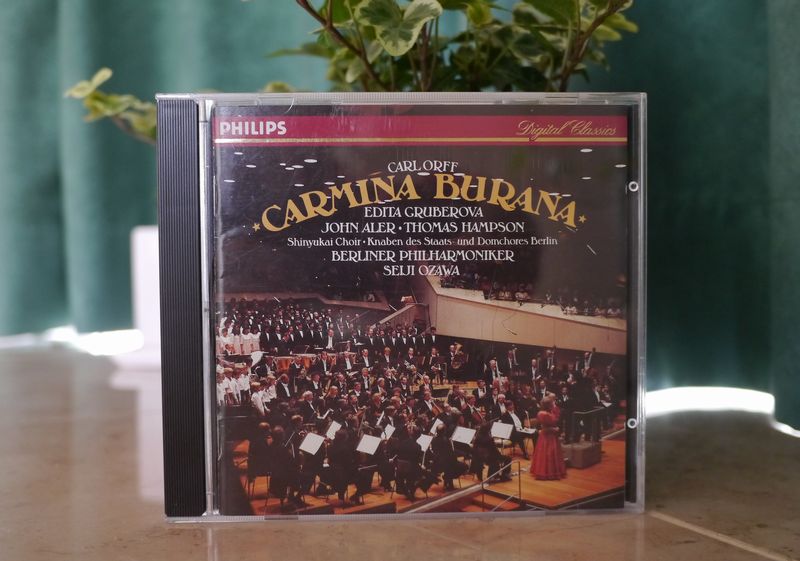 PHILIPS
Digital Classics
CARL ORFF
CARMINA BURANA
EDITA GRUBEROVA
JOHN ALER • THOMAS HAMPSON
Shinyukai Choir • Knaben des Staats- und Domchores Berlin
BERLINER PHILHARMONIKER
SEIJI OZAWA